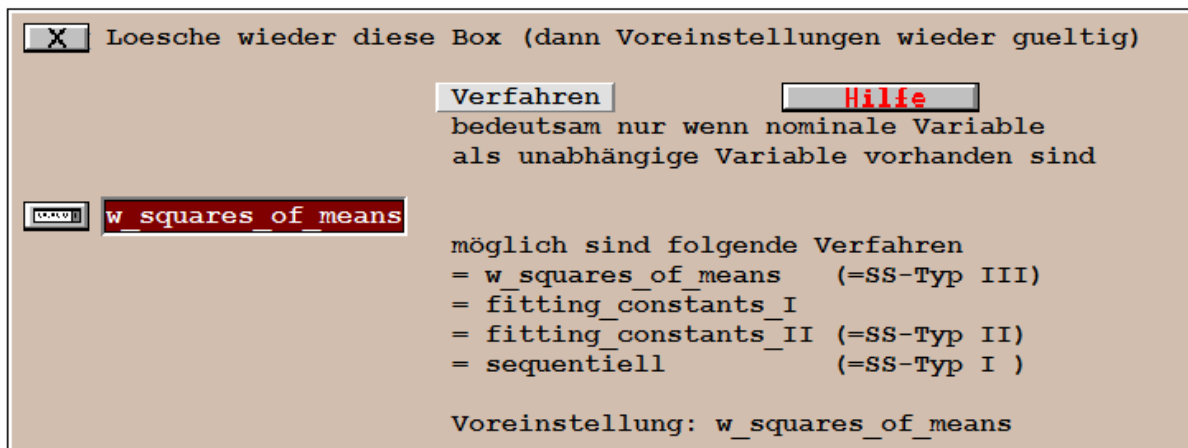 X Loesche wieder diese Box (dann Voreinstellungen wieder gueltig)
Verfahren Hilfe
bedeutsam nur wenn nominale Variable
als unabhängige Variable vorhanden sind
w_squares_of_means
möglich sind folgende Verfahren
= w_squares_of_means (=SS-Typ III)
= fitting_constants_I
= fitting_constants_II (=SS-Typ II)
= sequentiell (=SS-Typ I )
Voreinstellung: w_squares_of_means